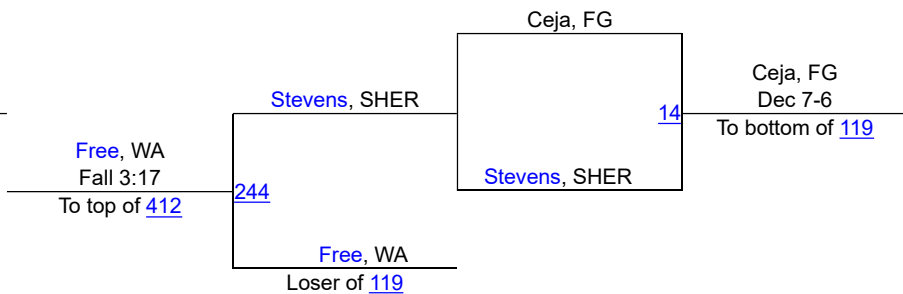 Ceja, FG
Ceja, FG
Dec 7-6
Stevens, SHER
14
To bottom of 119
Free, WA
Fall 3:17
Stevens, SHER
244
To top of 412
Free, WA
Loser of 119